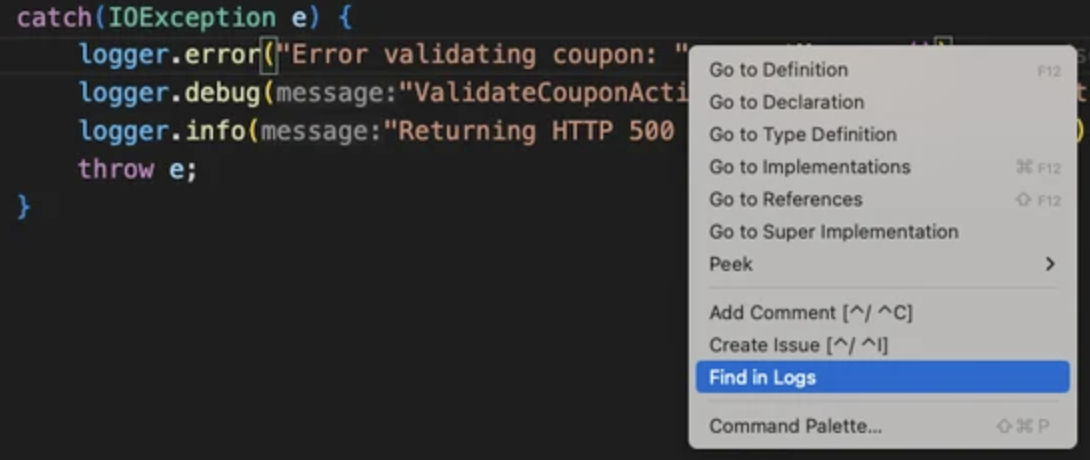 catch(IOException e) {
logger.error("Error validating coupon: "
logger.debug(message:"ValidateCouponActi
logger.info(message:"Returning HTTP 500
throw e;
}
Go to Definition F12
Go to Declaration
Go to Type Definition
Go to Implementations ⌘ F12
Go to References ⇧ F12
Go to Super Implementation
Peek
Add Comment [^/ ^C]
Create Issue [^/ ^I]
Find in Logs
Command Palette... ⇧⌘P